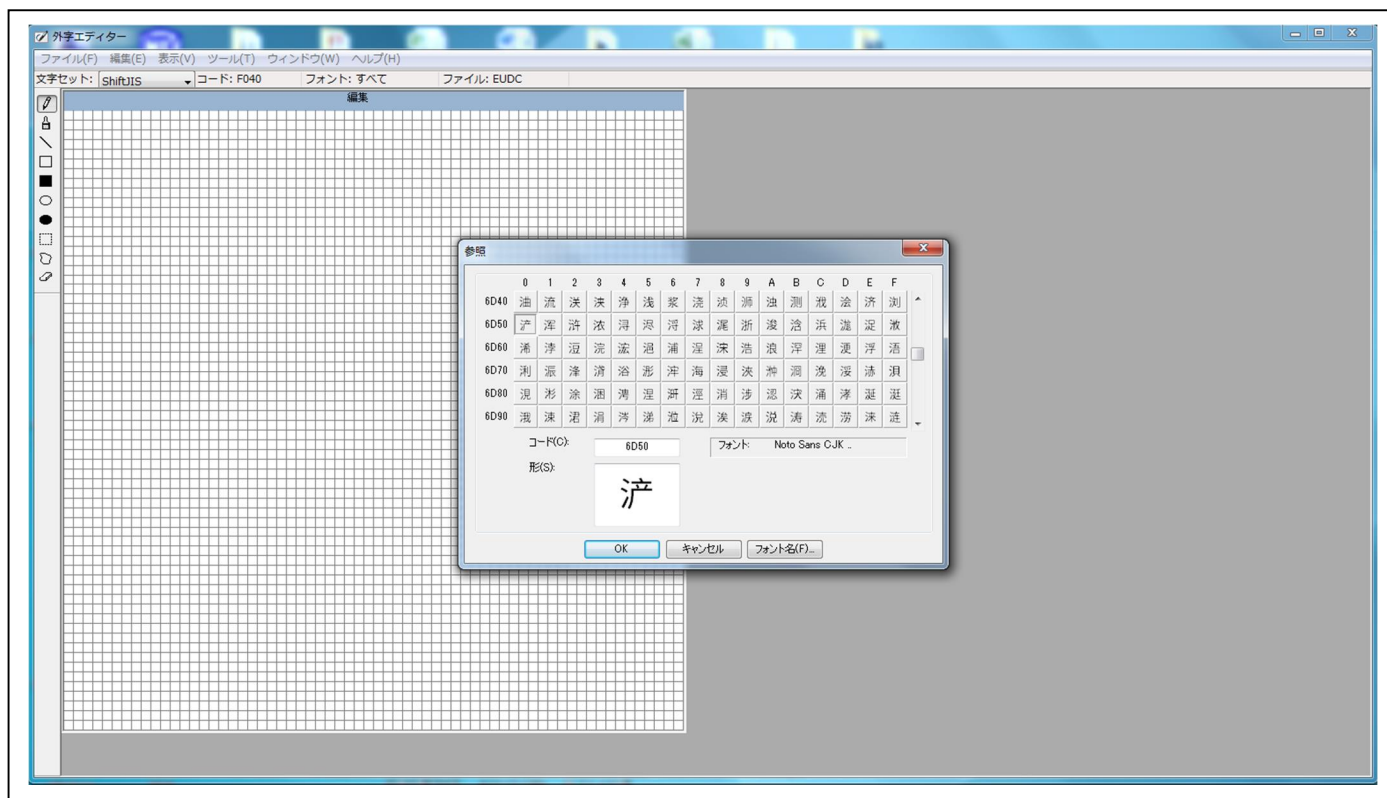 外字エディター
ファイル(F) 編集(E) 表示(V) ツール(T) ウィンドウ(W) ヘルプ(H)
文字セット: ShiftJIS コード: F040 フォント: すべて ファイル: EUDC
編集
参照
0 1 2 3 4 5 6 7 8 9 A B C D E F
6D40 浀 流 浂 浃 浄 浅 浆 浇 浈 浉 浊 测 浌 浍 济 浏
6D50 浐 浑 浒 浓 浔 浕 浖 浗 浘 浙 浚 浛 浜 浝 浞 浟
6D60 浠 浡 浢 浣 浤 浥 浦 浧 浨 浩 浪 浫 浬 浭 浮 浯
6D70 浰 浱 浲 浳 浴 浵 浶 海 浸 浹 浺 浻 浼 浽 浾 浿
6D80 涀 涁 涂 涃 涄 涅 涆 涇 消 涉 涊 涋 涌 涍 涎 涏
6D90 涐 涑 涒 涓 涔 涕 涖 涗 涘 涙 涚 涛 涜 涝 涞 涟
コード(C): 6D50 フォント: Noto Sans CJK ..
形(S):
浐
OK キャンセル フォント名(F)...